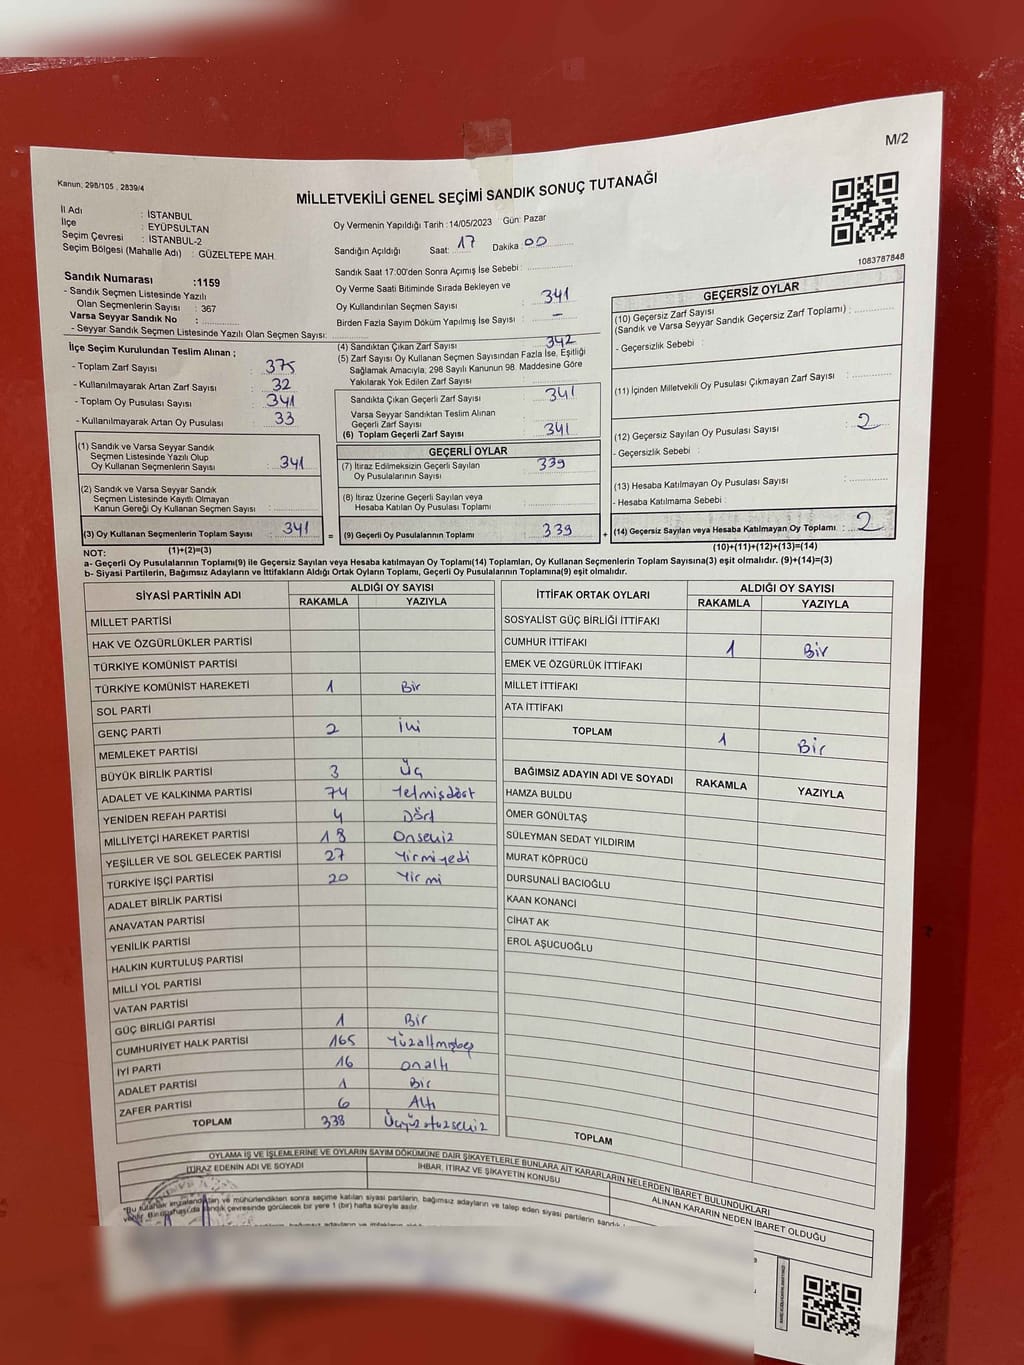 M/2
Kanun, 298/105 , 2839/4
MİLLETVEKİLİ GENEL SEÇİMİ SANDIK SONUÇ TUTANAĞI
İl Adı : İSTANBUL
İlçe : EYÜPSULTAN
Seçim Çevresi : İSTANBUL-2
Seçim Bölgesi (Mahalle Adı) : GÜZELTEPE MAH.
Oy Vermenin Yapıldığı Tarih :14/05/2023 Gün: Pazar
Sandığın Açıldığı Saat: 17 Dakika: 00
Sandık Saat 17:00'den Sonra Açımış İse Sebebi :
1083787848
Sandık Numarası :1159
- Sandık Seçmen Listesinde Yazılı
Olan Seçmenlerin Sayısı : 367
Varsa Seyyar Sandık No :
- Seyyar Sandık Seçmen Listesinde Yazılı Olan Seçmen Sayısı:
Oy Verme Saati Bitiminde Sırada Bekleyen ve
Oy Kullandırılan Seçmen Sayısı : 341
Birden Fazla Sayım Döküm Yapılmış İse Sayısı : –
İlçe Seçim Kurulundan Teslim Alınan ;
- Toplam Zarf Sayısı : 375
- Kullanılmayarak Artan Zarf Sayısı : 32
- Toplam Oy Pusulası Sayısı : 341
- Kullanılmayarak Artan Oy Pusulası : 33
(4) Sandıktan Çıkan Zarf Sayısı : 342
(5) Zarf Sayısı Oy Kullanan Seçmen Sayısından Fazla İse, Eşitliği
Sağlamak Amacıyla, 298 Sayılı Kanunun 98. Maddesine Göre
Yakılarak Yok Edilen Zarf Sayısı :
Sandıkta Çıkan Geçerli Zarf Sayısı : 341
Varsa Seyyar Sandıktan Teslim Alınan
Geçerli Zarf Sayısı :
(6) Toplam Geçerli Zarf Sayısı : 341
(1) Sandık ve Varsa Seyyar Sandık
Seçmen Listesinde Yazılı Olup
Oy Kullanan Seçmenlerin Sayısı : 341
(2) Sandık ve Varsa Seyyar Sandık
Seçmen Listesinde Kayıtlı Olmayan
Kanun Gereği Oy Kullanan Seçmen Sayısı :
(3) Oy Kullanan Seçmenlerin Toplam Sayısı : 341 =
(1)+(2)=(3)
GEÇERLİ OYLAR
(7) İtiraz Edilmeksizin Geçerli Sayılan
Oy Pusulalarının Sayısı : 339
(8) İtiraz Üzerine Geçerli Sayılan veya
Hesaba Katılan Oy Pusulası Toplamı :
(9) Geçerli Oy Pusulalarının Toplamı : 339 +
GEÇERSİZ OYLAR
(10) Geçersiz Zarf Sayısı
(Sandık ve Varsa Seyyar Sandık Geçersiz Zarf Toplamı) :
- Geçersizlik Sebebi :
(11) İçinden Milletvekili Oy Pusulası Çıkmayan Zarf Sayısı :
(12) Geçersiz Sayılan Oy Pusulası Sayısı : 2
- Geçersizlik Sebebi :
(13) Hesaba Katılmayan Oy Pusulası Sayısı :
- Hesaba Katılmama Sebebi :
(14) Geçersiz Sayılan veya Hesaba Katılmayan Oy Toplamı : 2
(10)+(11)+(12)+(13)=(14)
NOT:
a- Geçerli Oy Pusulalarının Toplamı(9) ile Geçersiz Sayılan veya Hesaba katılmayan Oy Toplamı(14) Toplamları, Oy Kullanan Seçmenlerin Toplam Sayısına(3) eşit olmalıdır. (9)+(14)=(3)
b- Siyasi Partilerin, Bağımsız Adayların ve İttifakların Aldığı Ortak Oyların Toplamı, Geçerli Oy Pusulalarının Toplamına(9) eşit olmalıdır.
SİYASİ PARTİNİN ADI ALDIĞI OY SAYISI
RAKAMLA YAZIYLA
MİLLET PARTİSİ
HAK VE ÖZGÜRLÜKLER PARTİSİ
TÜRKİYE KOMÜNİST PARTİSİ
TÜRKİYE KOMÜNİST HAREKETİ 1 Bir
SOL PARTİ
GENÇ PARTİ 2 iki
MEMLEKET PARTİSİ
BÜYÜK BİRLİK PARTİSİ 3 Üç
ADALET VE KALKINMA PARTİSİ 74 Yetmişdört
YENİDEN REFAH PARTİSİ 4 Dört
MİLLİYETÇİ HAREKET PARTİSİ 18 Onsekiz
YEŞİLLER VE SOL GELECEK PARTİSİ 27 Yirmiyedi
TÜRKİYE İŞÇİ PARTİSİ 20 Yirmi
ADALET BİRLİK PARTİSİ
ANAVATAN PARTİSİ
YENİLİK PARTİSİ
HALKIN KURTULUŞ PARTİSİ
MİLLİ YOL PARTİSİ
VATAN PARTİSİ
GÜÇ BİRLİĞİ PARTİSİ 1 Bir
CUMHURİYET HALK PARTİSİ 165 Yüzaltmışbeş
İYİ PARTİ 16 onaltı
ADALET PARTİSİ 1 Bir
ZAFER PARTİSİ 6 Altı
TOPLAM 338 Üçyüzotuzsekiz
İTTİFAK ORTAK OYLARI ALDIĞI OY SAYISI
RAKAMLA YAZIYLA
SOSYALİST GÜÇ BİRLİĞİ İTTİFAKI
CUMHUR İTTİFAKI 1 Bir
EMEK VE ÖZGÜRLÜK İTTİFAKI
MİLLET İTTİFAKI
ATA İTTİFAKI
TOPLAM 1 Bir
BAĞIMSIZ ADAYIN ADI VE SOYADI RAKAMLA YAZIYLA
HAMZA BULDU
ÖMER GÖNÜLTAŞ
SÜLEYMAN SEDAT YILDIRIM
MURAT KÖPRÜCÜ
DURSUNALİ BACIOĞLU
KAAN KONANCİ
CİHAT AK
EROL AŞUCUOĞLU
TOPLAM
OYLAMA İŞ VE İŞLEMLERİNE VE OYLARIN SAYIM DÖKÜMÜNE DAİR ŞİKAYETLERLE BUNLARA AİT KARARLARIN NELERDEN İBARET BULUNDUKLARI
İTİRAZ EDENİN ADI VE SOYADI İHBAR, İTİRAZ VE ŞİKAYETİN KONUSU ALINAN KARARIN NEDEN İBARET OLDUĞU
ve mühürlendikten sonra seçime katılan siyasi partilerin, bağımsız adayların ve talep eden siyasi partilerin
sandık çevresinde görülecek bir yere 1 (bir) hafta süreyle asılır.